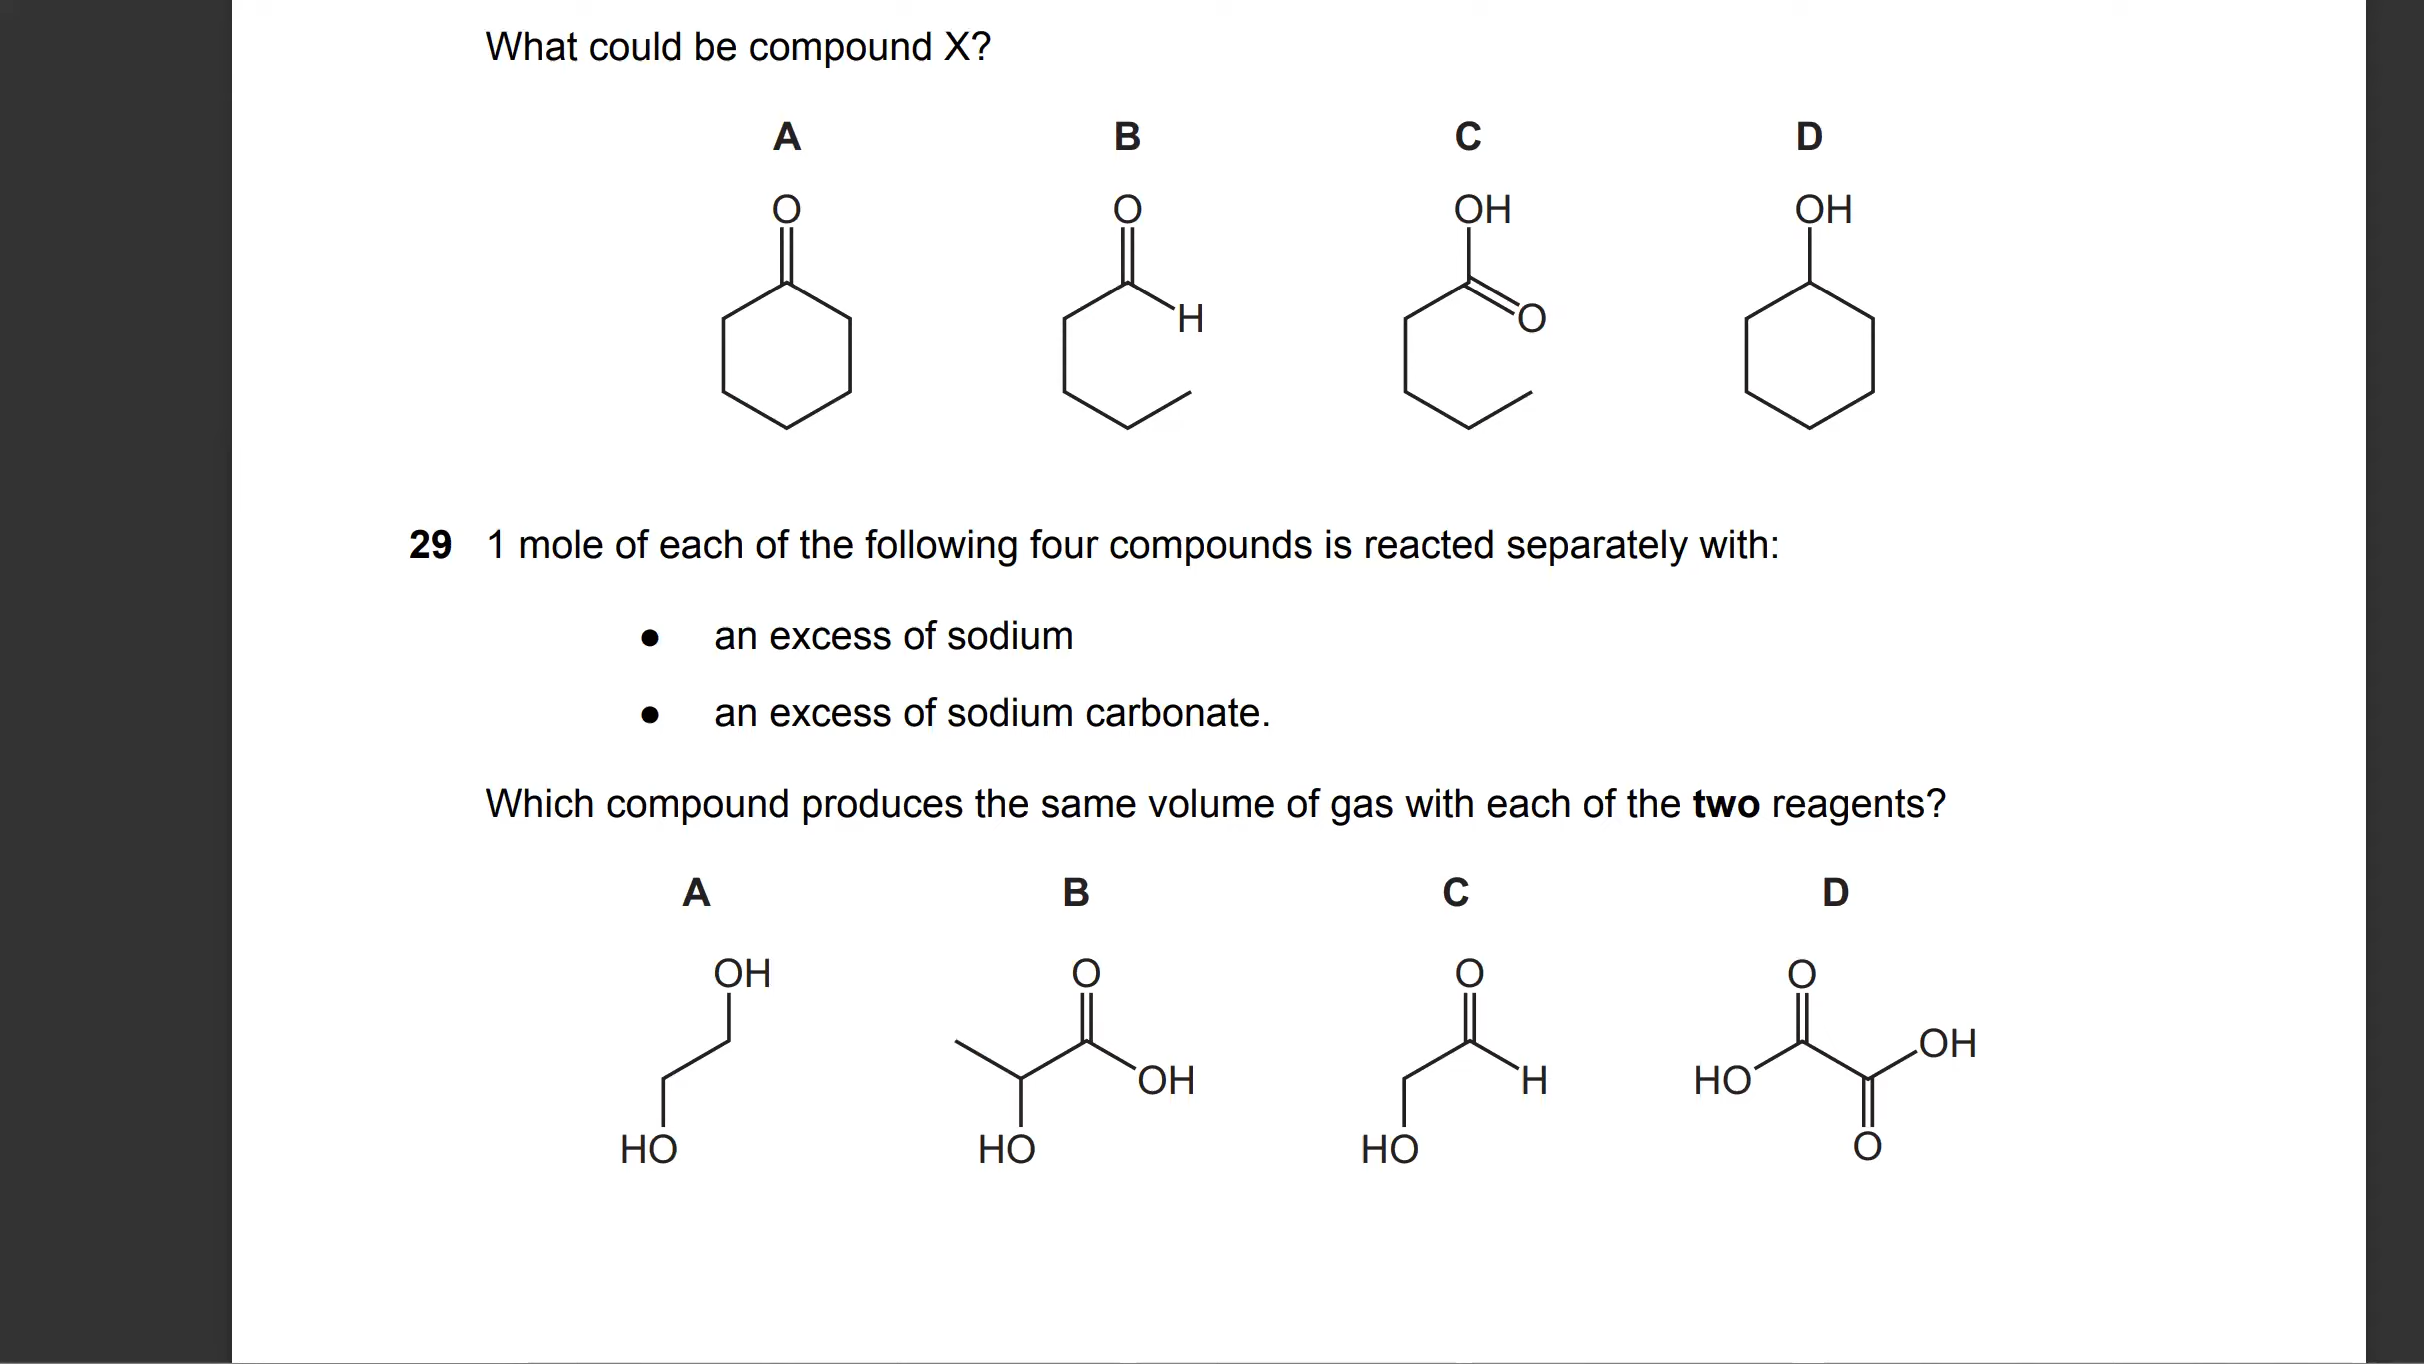 What could be compound X?
A B C D
O O OH OH
H O
29 1 mole of each of the following four compounds is reacted separately with:
● an excess of sodium
● an excess of sodium carbonate.
Which compound produces the same volume of gas with each of the two reagents?
A B C D
OH O O O
OH
OH H HO
HO HO HO O